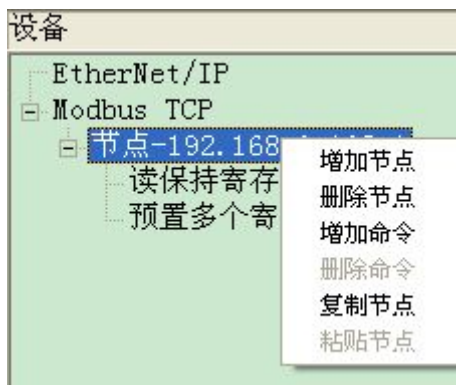 设备
EtherNet/IP
Modbus TCP
节点-192.168
读保持寄存
预置多个寄
增加节点
删除节点
增加命令
删除命令
复制节点
粘贴节点